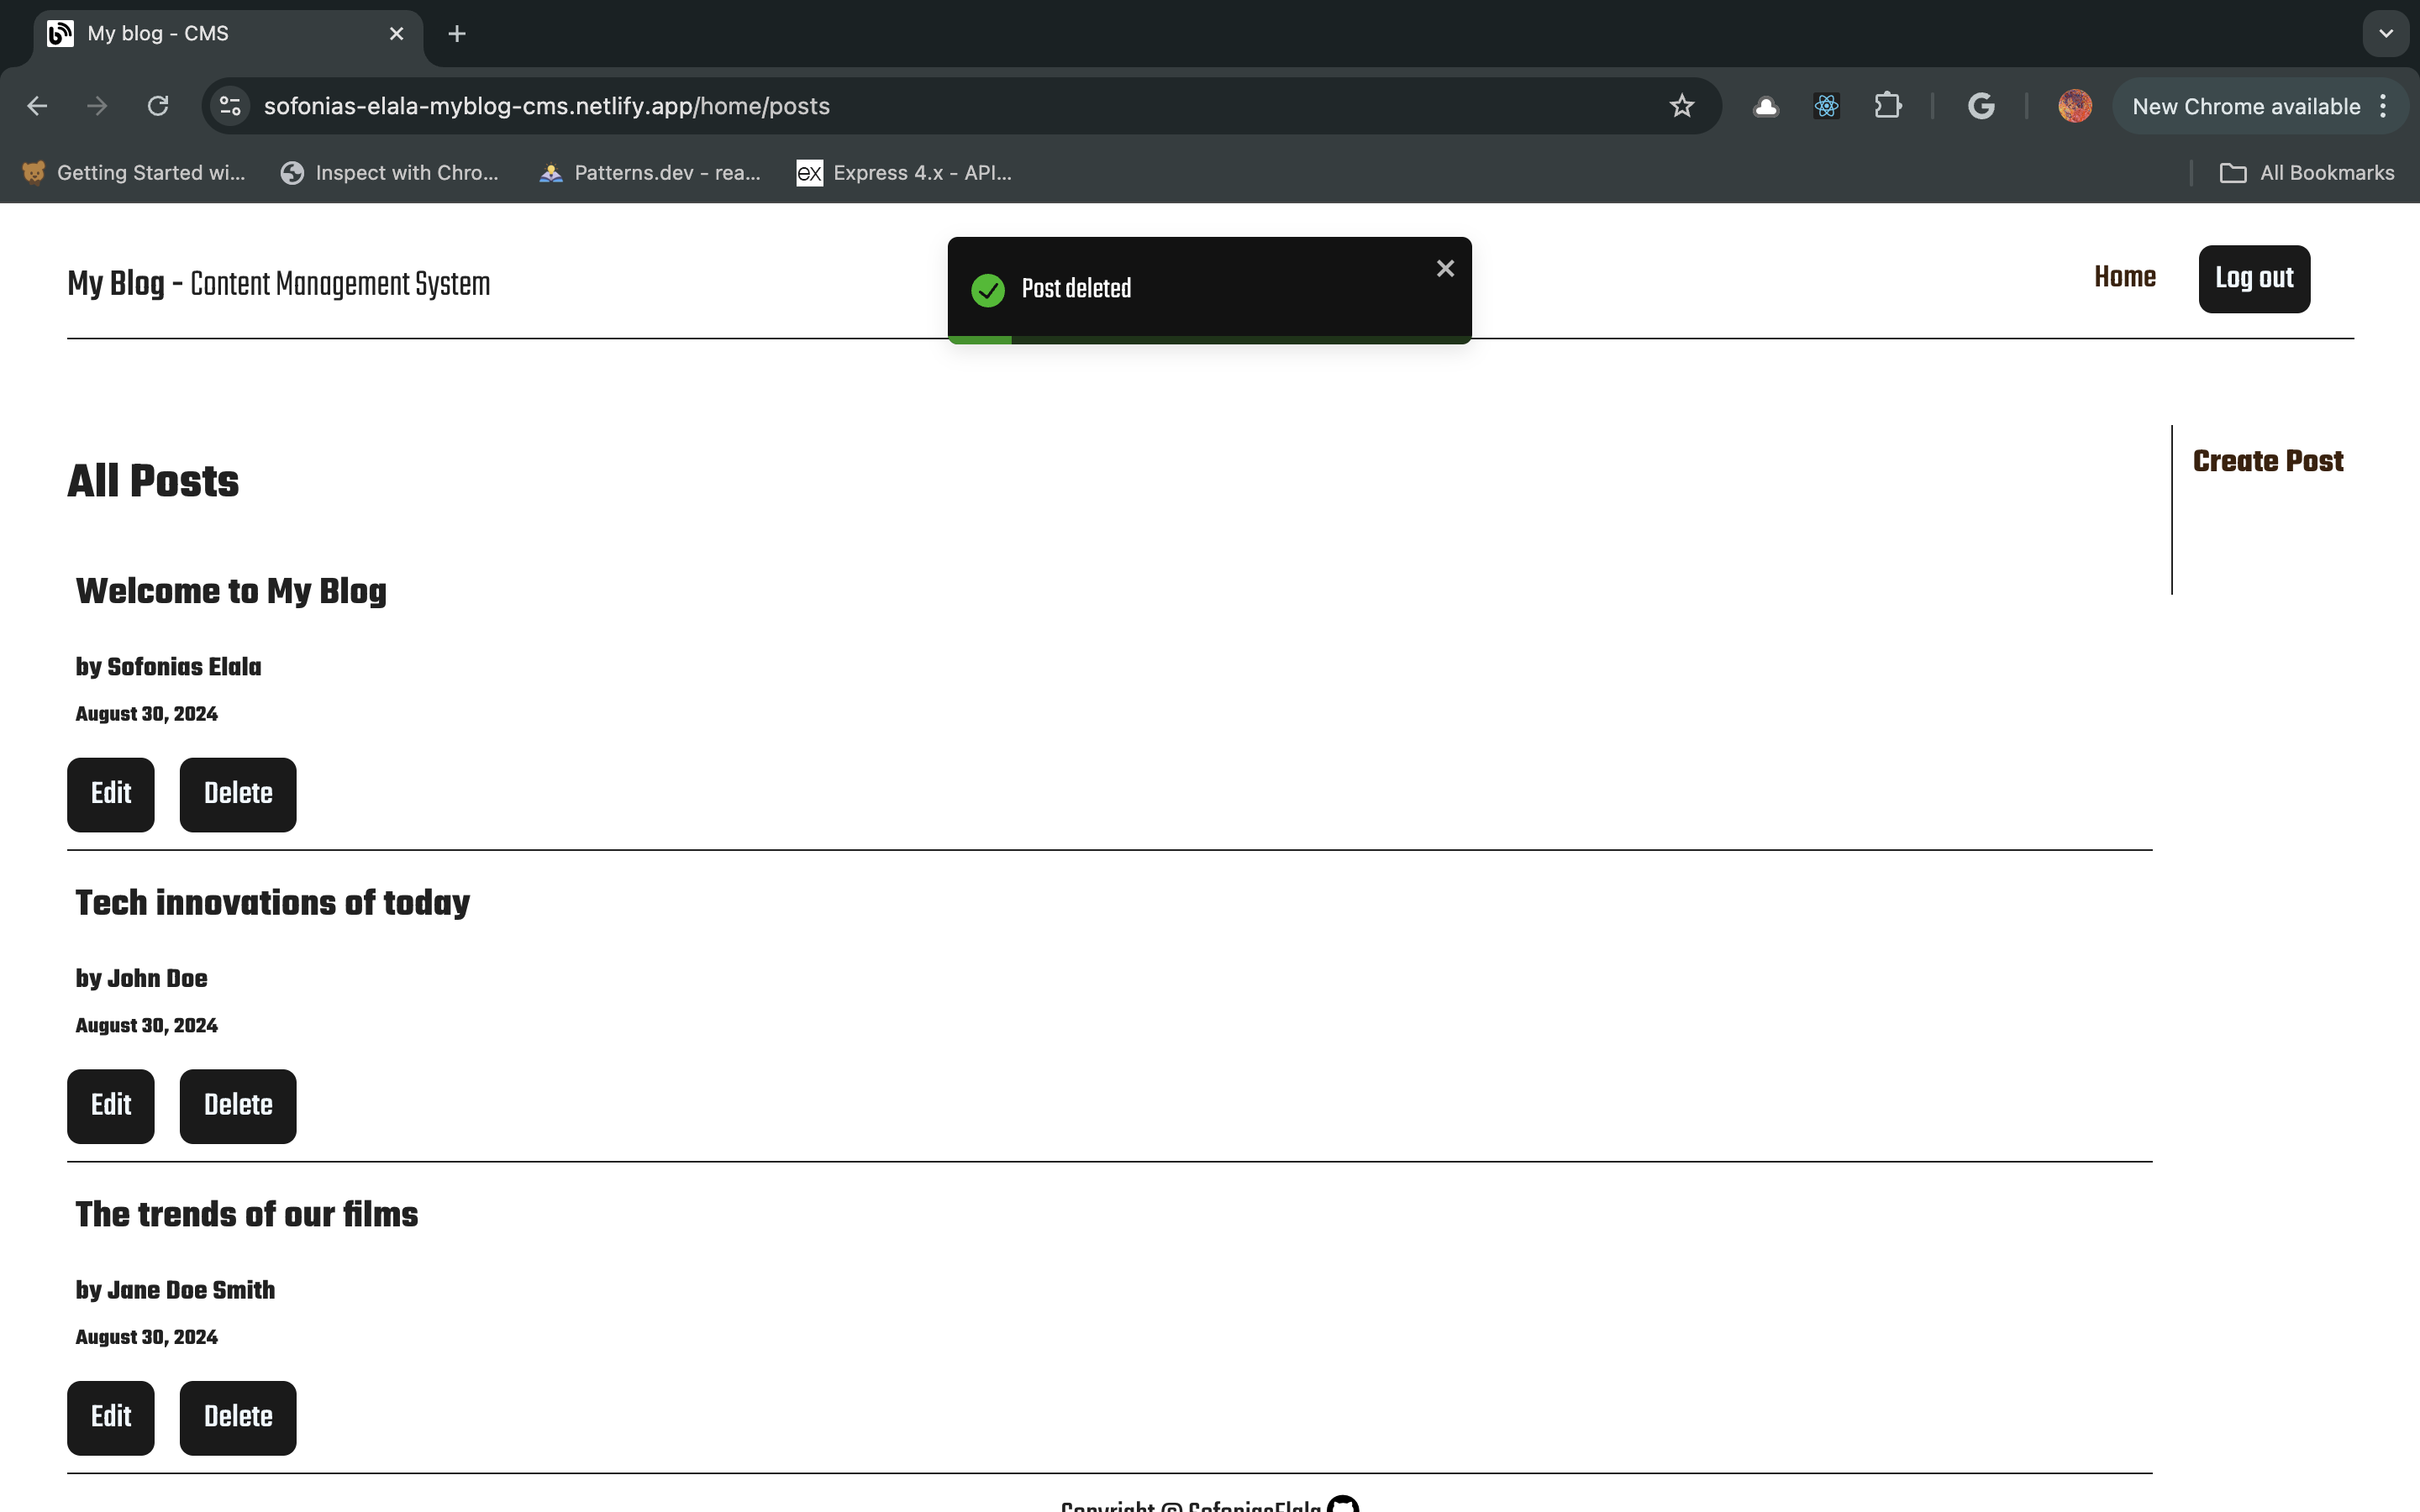 My blog - CMS
sofonias-elala-myblog-cms.netlify.app/home/posts
New Chrome available
Getting Started wi...
Inspect with Chro...
Patterns.dev - rea...
ex
Express 4.x - API...
All Bookmarks
My Blog - Content Management System
Post deleted
Home
Log out
All Posts
Create Post
Welcome to My Blog
by Sofonias Elala
August 30, 2024
Edit
Delete
Tech innovations of today
by John Doe
August 30, 2024
Edit
Delete
The trends of our films
by Jane Doe Smith
August 30, 2024
Edit
Delete
Copyright © SofoniasElala